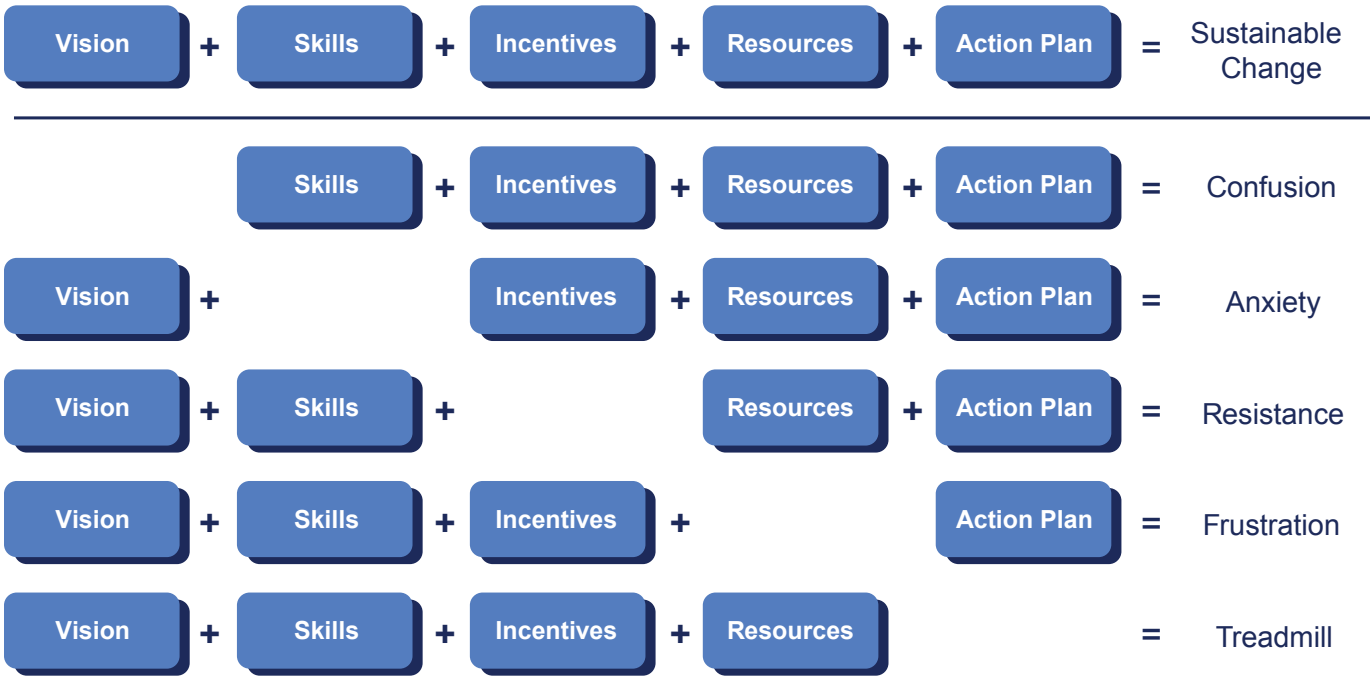 Vision + Skills + Incentives + Resources + Action Plan = Sustainable
Change
Skills + Incentives + Resources + Action Plan = Confusion
Vision + Incentives + Resources + Action Plan = Anxiety
Vision + Skills + Resources + Action Plan = Resistance
Vision + Skills + Incentives + Action Plan = Frustration
Vision + Skills + Incentives + Resources = Treadmill